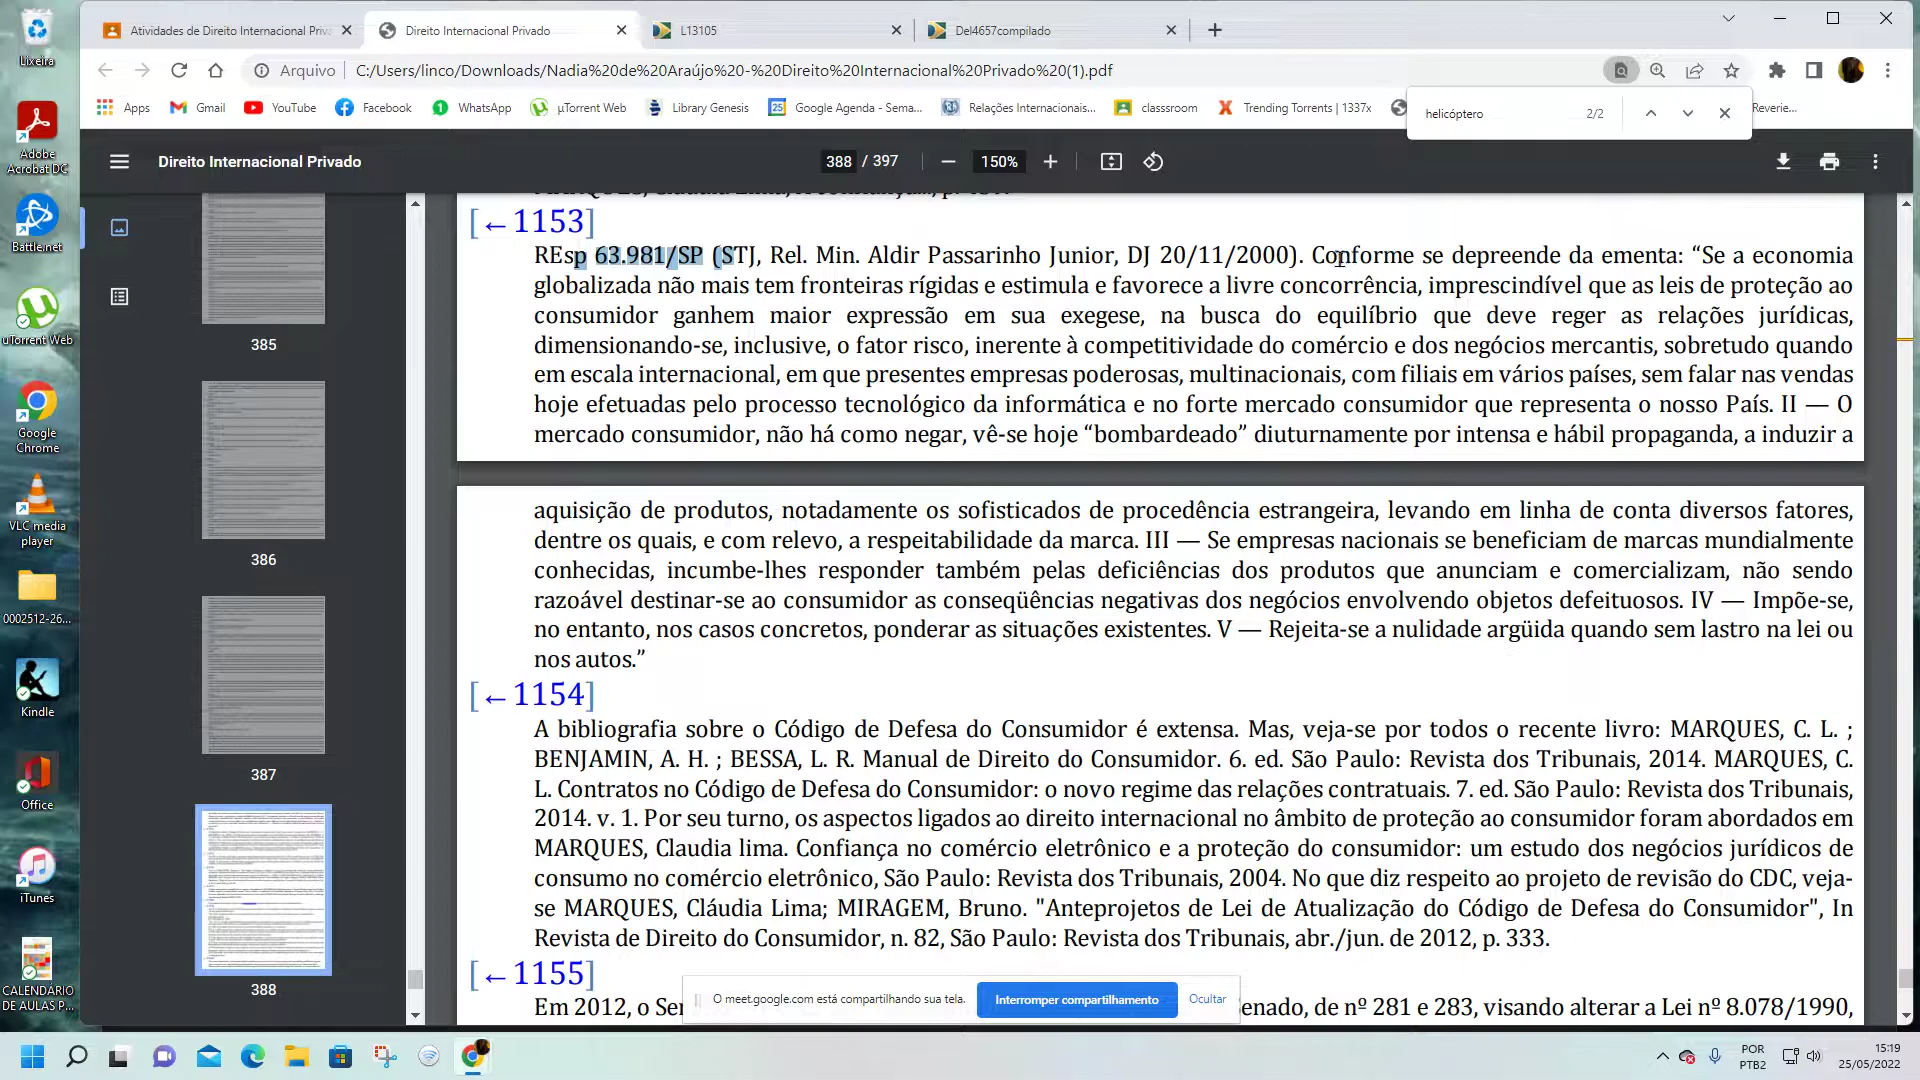 Lixeira
Adobe
Acrobat DC
Battle.net
uTorrent Web
Google
Chrome
VLC media
player
0002512-26...
Kindle
Office
iTunes
CALENDÁRIO
DE AULAS P...
Atividades de Direito Internacional Priv
Direito Internacional Privado
L13105
Del4657compilado
Arquivo
C:/Users/linco/Downloads/Nadia%20de%20Araújo%20-%20Direito%20Internacional%20Privado%20(1).pdf
Apps
Gmail
YouTube
Facebook
WhatsApp
µTorrent Web
Library Genesis
Google Agenda - Sema...
Relações Internacionais...
classsroom
Trending Torrents | 1337x
Reverie...
helicóptero
2/2
Direito Internacional Privado
388 / 397
150%
385
386
387
388
[←1153]
REsp 63.981/SP (STJ, Rel. Min. Aldir Passarinho Junior, DJ 20/11/2000). Conforme se depreende da ementa: “Se a economia
globalizada não mais tem fronteiras rígidas e estimula e favorece a livre concorrência, imprescindível que as leis de proteção ao
consumidor ganhem maior expressão em sua exegese, na busca do equilíbrio que deve reger as relações jurídicas,
dimensionando-se, inclusive, o fator risco, inerente à competitividade do comércio e dos negócios mercantis, sobretudo quando
em escala internacional, em que presentes empresas poderosas, multinacionais, com filiais em vários países, sem falar nas vendas
hoje efetuadas pelo processo tecnológico da informática e no forte mercado consumidor que representa o nosso País. II — O
mercado consumidor, não há como negar, vê-se hoje “bombardeado” diuturnamente por intensa e hábil propaganda, a induzir a
aquisição de produtos, notadamente os sofisticados de procedência estrangeira, levando em linha de conta diversos fatores,
dentre os quais, e com relevo, a respeitabilidade da marca. III — Se empresas nacionais se beneficiam de marcas mundialmente
conhecidas, incumbe-lhes responder também pelas deficiências dos produtos que anunciam e comercializam, não sendo
razoável destinar-se ao consumidor as conseqüências negativas dos negócios envolvendo objetos defeituosos. IV — Impõe-se,
no entanto, nos casos concretos, ponderar as situações existentes. V — Rejeita-se a nulidade argüida quando sem lastro na lei ou
nos autos.”
[←1154]
A bibliografia sobre o Código de Defesa do Consumidor é extensa. Mas, veja-se por todos o recente livro: MARQUES, C. L. ;
BENJAMIN, A. H. ; BESSA, L. R. Manual de Direito do Consumidor. 6. ed. São Paulo: Revista dos Tribunais, 2014. MARQUES, C.
L. Contratos no Código de Defesa do Consumidor: o novo regime das relações contratuais. 7. ed. São Paulo: Revista dos Tribunais,
2014. v. 1. Por seu turno, os aspectos ligados ao direito internacional no âmbito de proteção ao consumidor foram abordados em
MARQUES, Claudia lima. Confiança no comércio eletrônico e a proteção do consumidor: um estudo dos negócios jurídicos de
consumo no comércio eletrônico, São Paulo: Revista dos Tribunais, 2004. No que diz respeito ao projeto de revisão do CDC, veja-
se MARQUES, Cláudia Lima; MIRAGEM, Bruno. "Anteprojetos de Lei de Atualização do Código de Defesa do Consumidor", In
Revista de Direito do Consumidor, n. 82, São Paulo: Revista dos Tribunais, abr./jun. de 2012, p. 333.
[←1155]
Em 2012, o Se
enado, de nº 281 e 283, visando alterar a Lei nº 8.078/1990,
O meet.google.com está compartilhando sua tela.
Interromper compartilhamento
Ocultar
POR
PTB2
15:19
25/05/2022